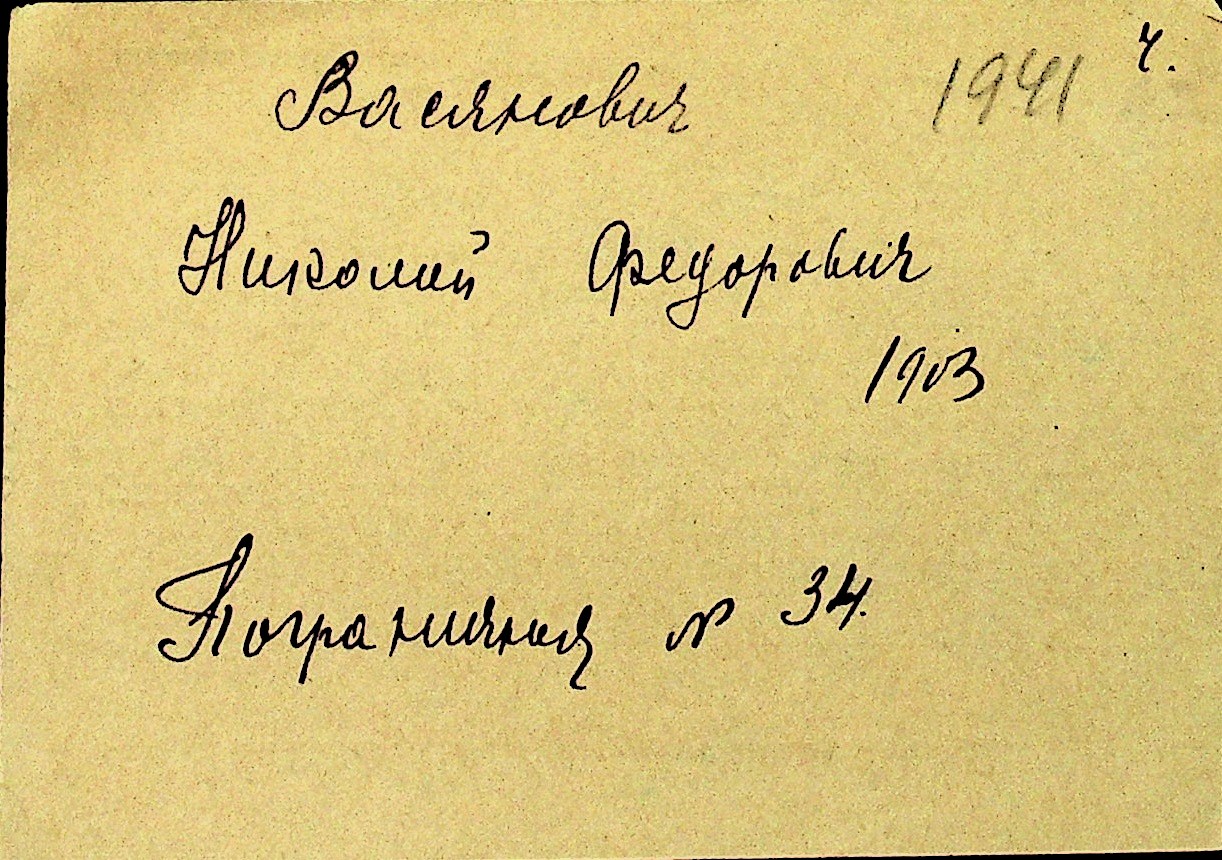 ч.
Васянович 1941
Николай Федорович
1903
Пограничная № 34.